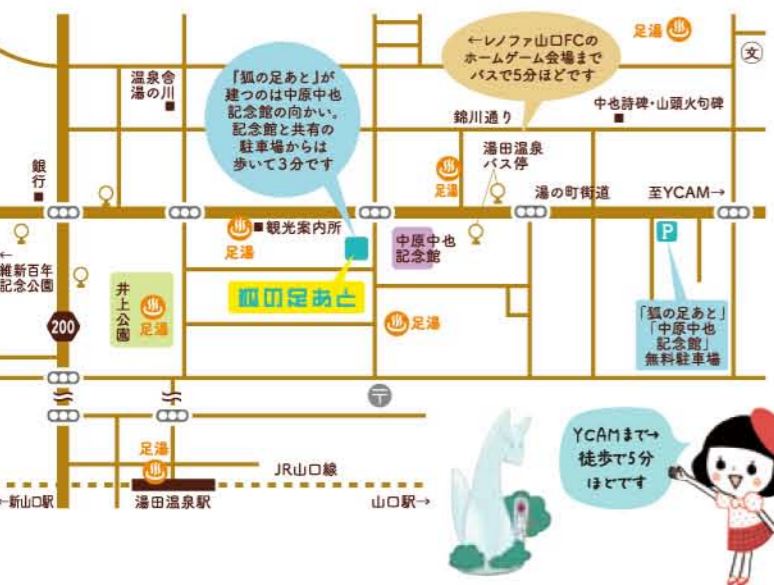 足湯
文
←レノファ山口FCの
ホームゲーム会場まで
バスで5分ほどです
『狐の足あと』が
建つのは中原中也
記念館の向かい。
記念館と共有の
駐車場からは
歩いて3分です
温泉舎
湯の川
中也詩碑・山頭火句碑
錦川通り
湯田温泉
バス停
足湯
銀行
湯の町街道
至YCAM→
観光案内所
足湯
中原中也
記念館
P
←
維新百年
記念公園
井上公園
足湯
狐の足あと
200
足湯
「狐の足あと」
「中原中也
記念館」
無料駐車場
〒
YCAMまで→
徒歩で5分
ほどです
足湯
JR山口線
←新山口駅
湯田温泉駅
山口駅→